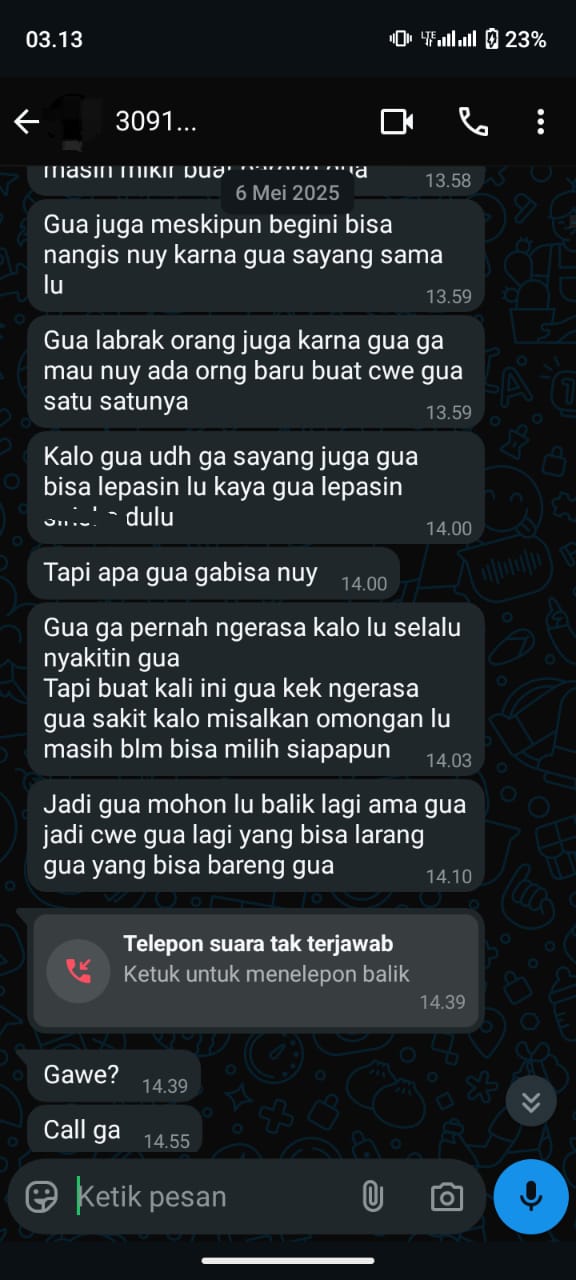 03.13
LTE 23%
3091...
masih mikir bua
13.58
6 Mei 2025
Gua juga meskipun begini bisa
nangis nuy karna gua sayang sama
lu
13.59
Gua labrak orang juga karna gua ga
mau nuy ada orng baru buat cwe gua
satu satunya
13.59
Kalo gua udh ga sayang juga gua
bisa lepasin lu kaya gua lepasin
dulu
14.00
Tapi apa gua gabisa nuy
14.00
Gua ga pernah ngerasa kalo lu selalu
nyakitin gua
Tapi buat kali ini gua kek ngerasa
gua sakit kalo misalkan omongan lu
masih blm bisa milih siapapun
14.03
Jadi gua mohon lu balik lagi ama gua
jadi cwe gua lagi yang bisa larang
gua yang bisa bareng gua
14.10
Telepon suara tak terjawab
Ketuk untuk menelepon balik
14.39
Gawe?
14.39
Call ga
14.55
Ketik pesan